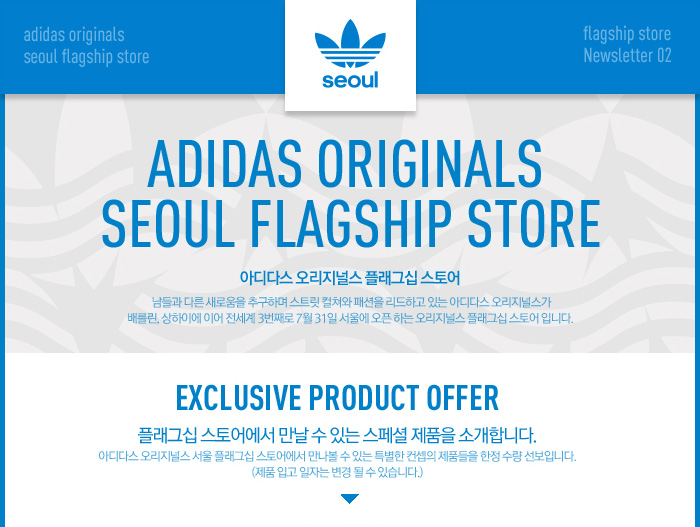 adidas originals
seoul flagship store
seoul
flagship store
Newsletter 02
ADIDAS ORIGINALS
SEOUL FLAGSHIP STORE
아디다스 오리지널스 플래그십 스토어
남들과 다른 새로움을 추구하며 스트릿 컬쳐와 패션을 리드하고 있는 아디다스 오리지널스가
배를린, 상하이에 이어 전세계 3번째로 7월 31일 서울에 오픈 하는 오리지널스 플래그십 스토어 입니다.
EXCLUSIVE PRODUCT OFFER
플래그십 스토어에서 만날 수 있는 스페셜 제품을 소개합니다.
아디다스 오리지널스 서울 플래그십 스토어에서 만나볼 수 있는 특별한 컨셉의 제품들을 한정 수량 선보입니다.
(제품 입고 일자는 변경 될 수 있습니다.)